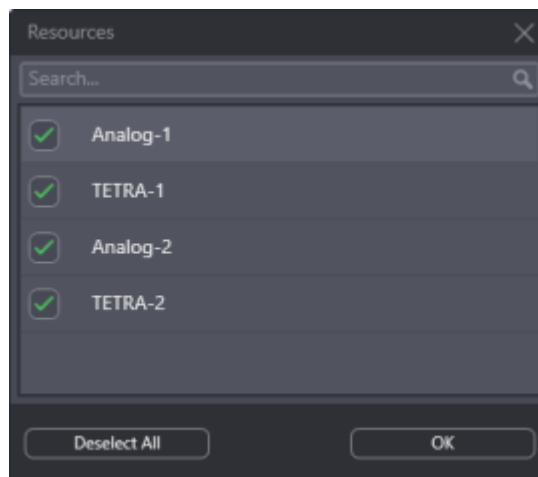 Resources
Search...
Analog-1
TETRA-1
Analog-2
TETRA-2
Deselect All
OK